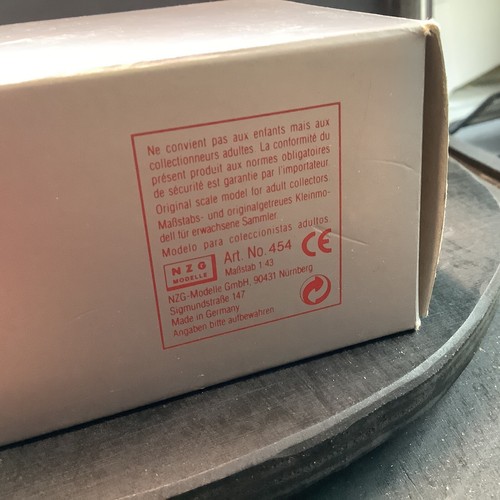 Ne convient pas aux enfants mais aux
collectionneurs adultes. La conformité du
présent produit aux normes obligatoires
de sécurité est garantie par l'importateur.
Original scale model for adult collectors
Maßstabs- und originalgetreues Kleinmo-
dell für erwachsene Sammler.
Modelo para coleccionistas adultos
NZG
MODELLE
Art. No. 454
CE
Maßstab 1:43
NZG-Modelle GmbH, 90431 Nürnberg
Sigmundstraße 147
Made in Germany
Angaben bitte aufbewahren